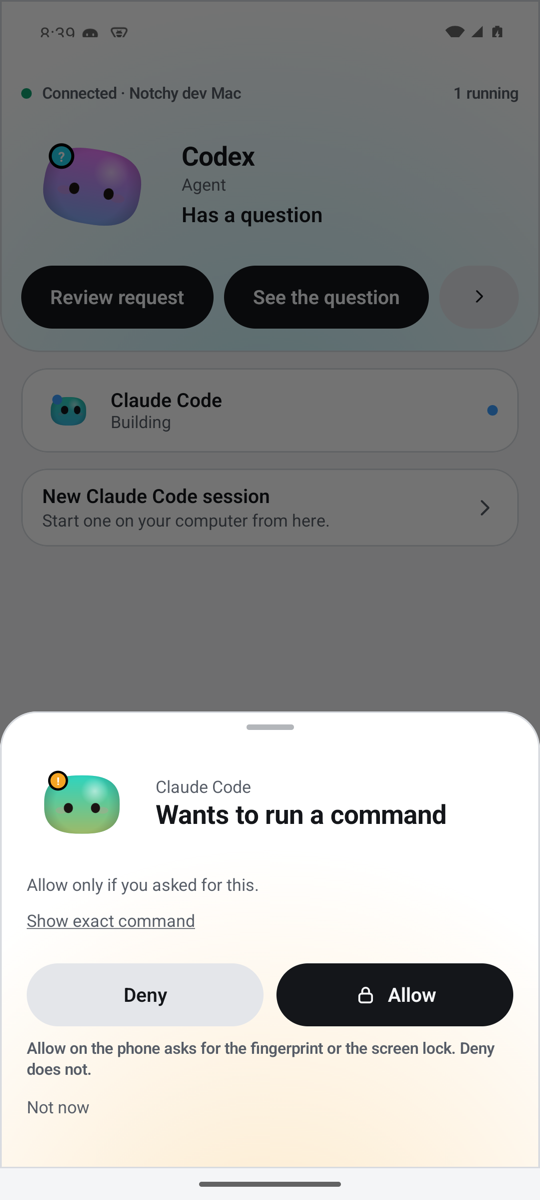 8:39
Connected · Notchy dev Mac
1 running
?
Codex
Agent
Has a question
Review request
See the question
Claude Code
Building
New Claude Code session
Start one on your computer from here.
!
Claude Code
Wants to run a command
Allow only if you asked for this.
Show exact command
Deny
Allow
Allow on the phone asks for the fingerprint or the screen lock. Deny
does not.
Not now